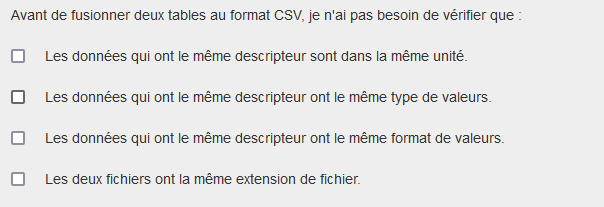 Avant de fusionner deux tables au format CSV, je n'ai pas besoin de vérifier que :
Les données qui ont le même descripteur sont dans la même unité.
Les données qui ont le même descripteur ont le même type de valeurs.
Les données qui ont le même descripteur ont le même format de valeurs.
Les deux fichiers ont la même extension de fichier.